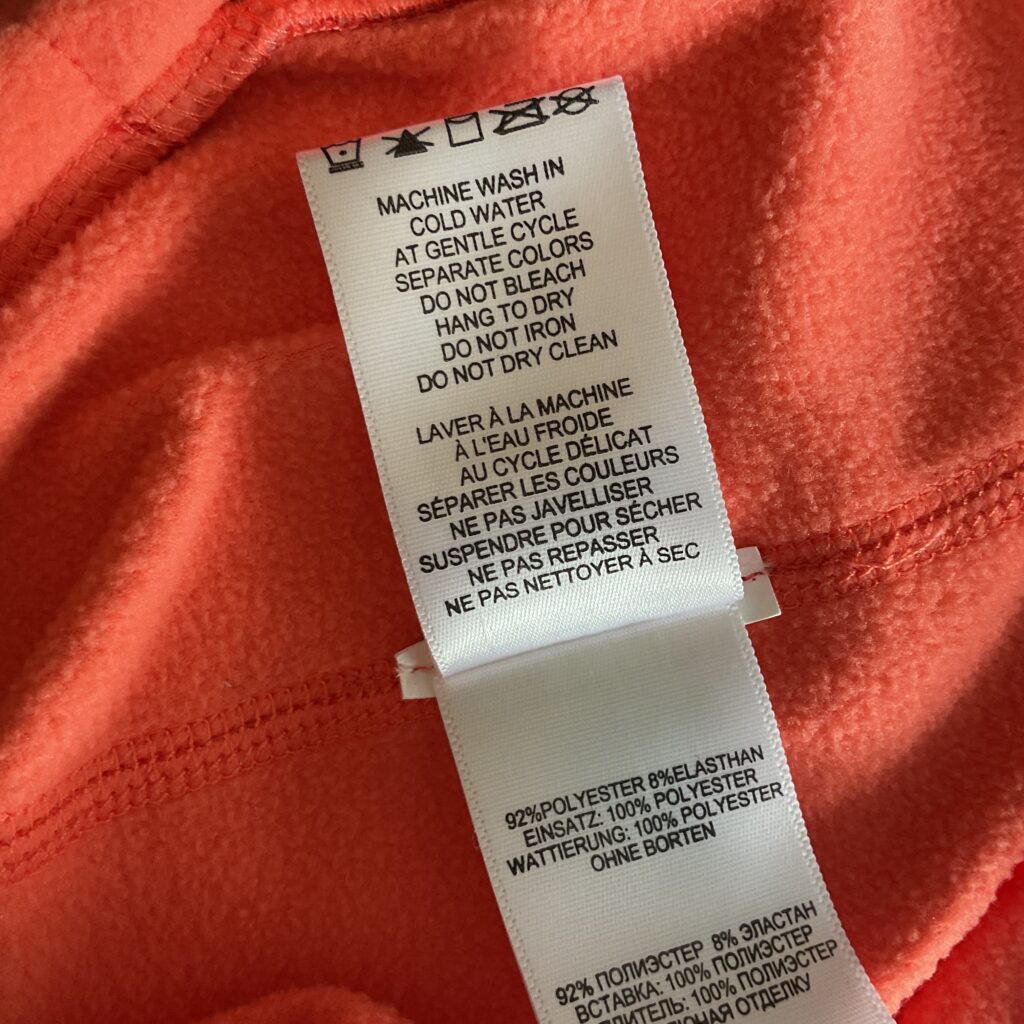 MACHINE WASH IN
COLD WATER
AT GENTLE CYCLE
SEPARATE COLORS
DO NOT BLEACH
HANG TO DRY
DO NOT IRON
DO NOT DRY CLEAN
LAVER À LA MACHINE
À L'EAU FROIDE
AU CYCLE DÉLICAT
SÉPARER LES COULEURS
NE PAS JAVELLISER
SUSPENDRE POUR SÉCHER
NE PAS REPASSER
NE PAS NETTOYER À SEC
92%POLYESTER 8%ELASTHAN
EINSATZ: 100% POLYESTER
WATTIERUNG: 100% POLYESTER
OHNE BORTEN
92% ПОЛИЭСТЕР 8% ЭЛАСТАН
ВСТАВКА: 100% ПОЛИЭСТЕР
100% ПОЛИЭСТЕР
ОТДЕЛКУ